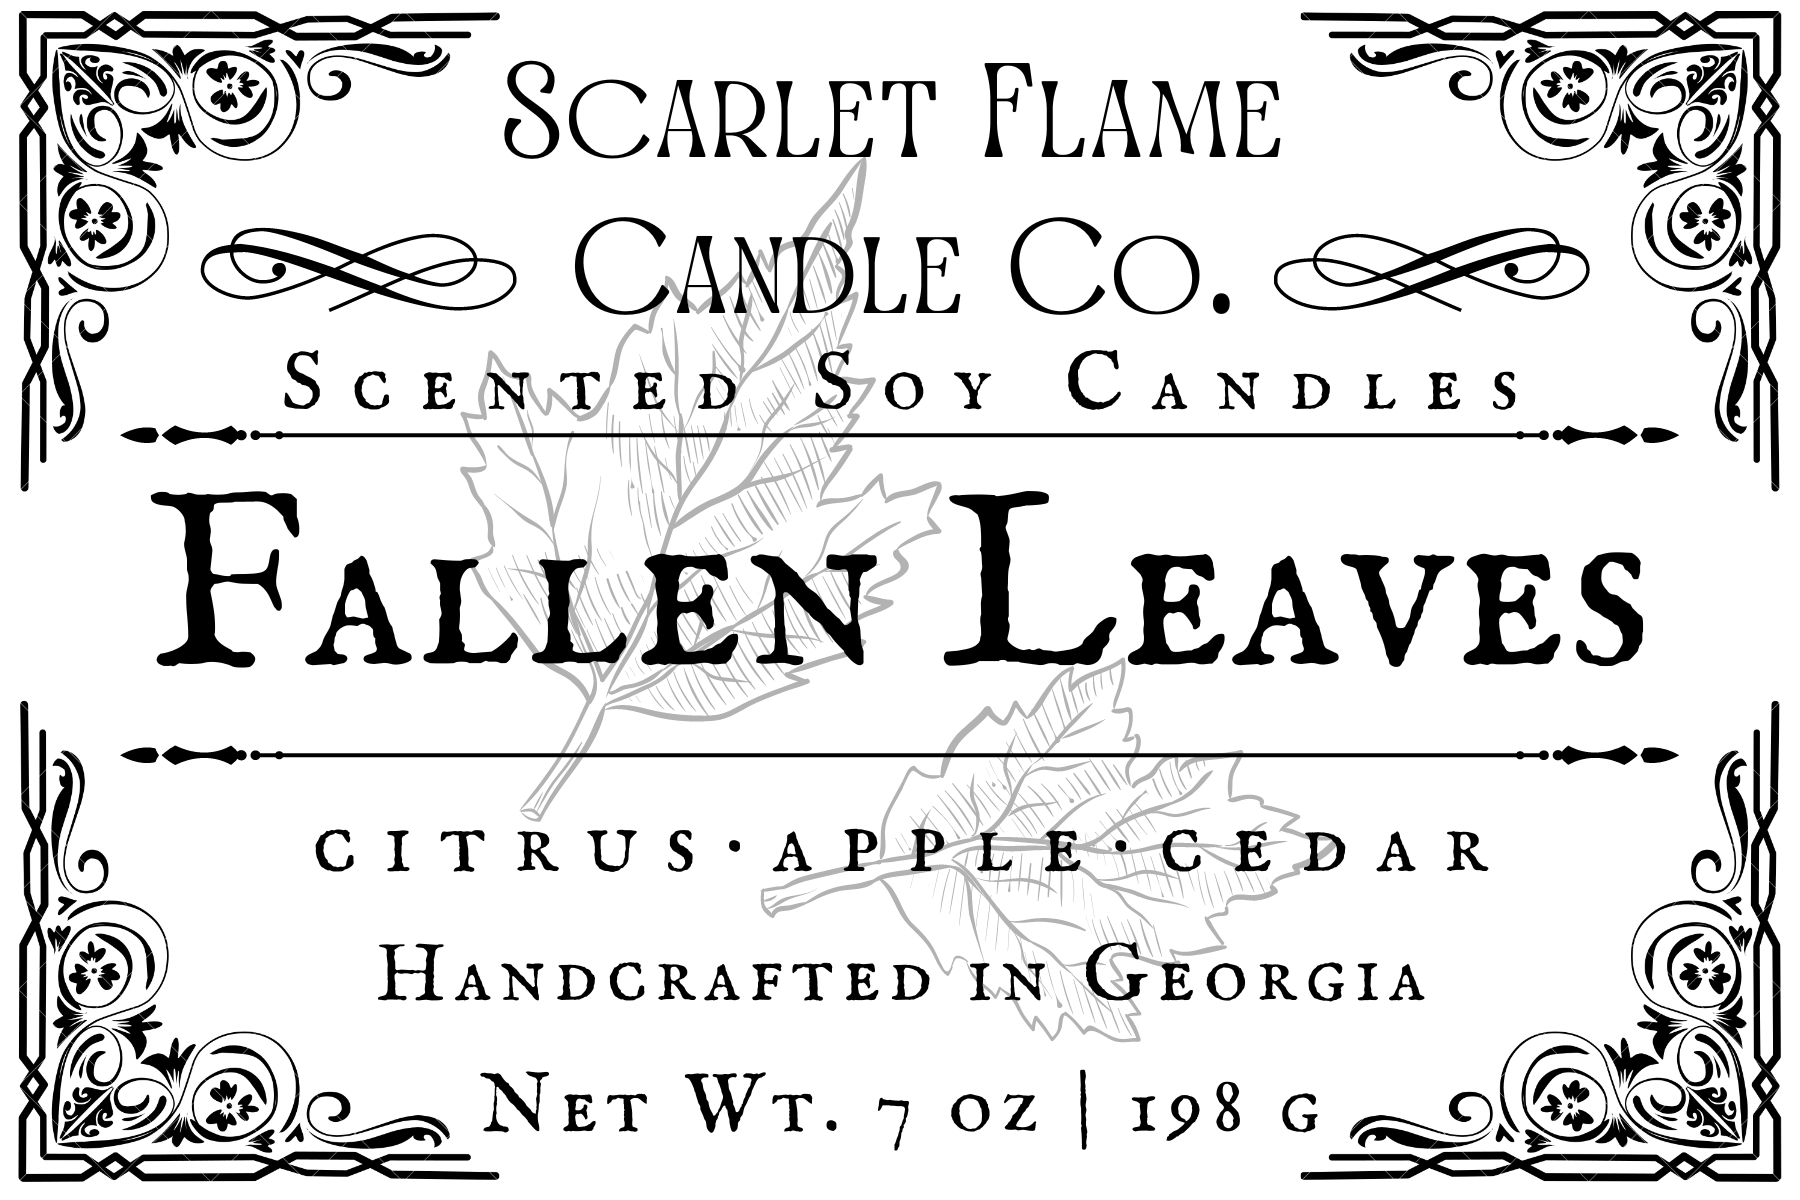 Scarlet Flame
Candle Co.
Scented Soy Candles
Fallen Leaves
CITRUS·APPLE·CEDAR
Handcrafted in Georgia
Net Wt. 7 oz | 198 g